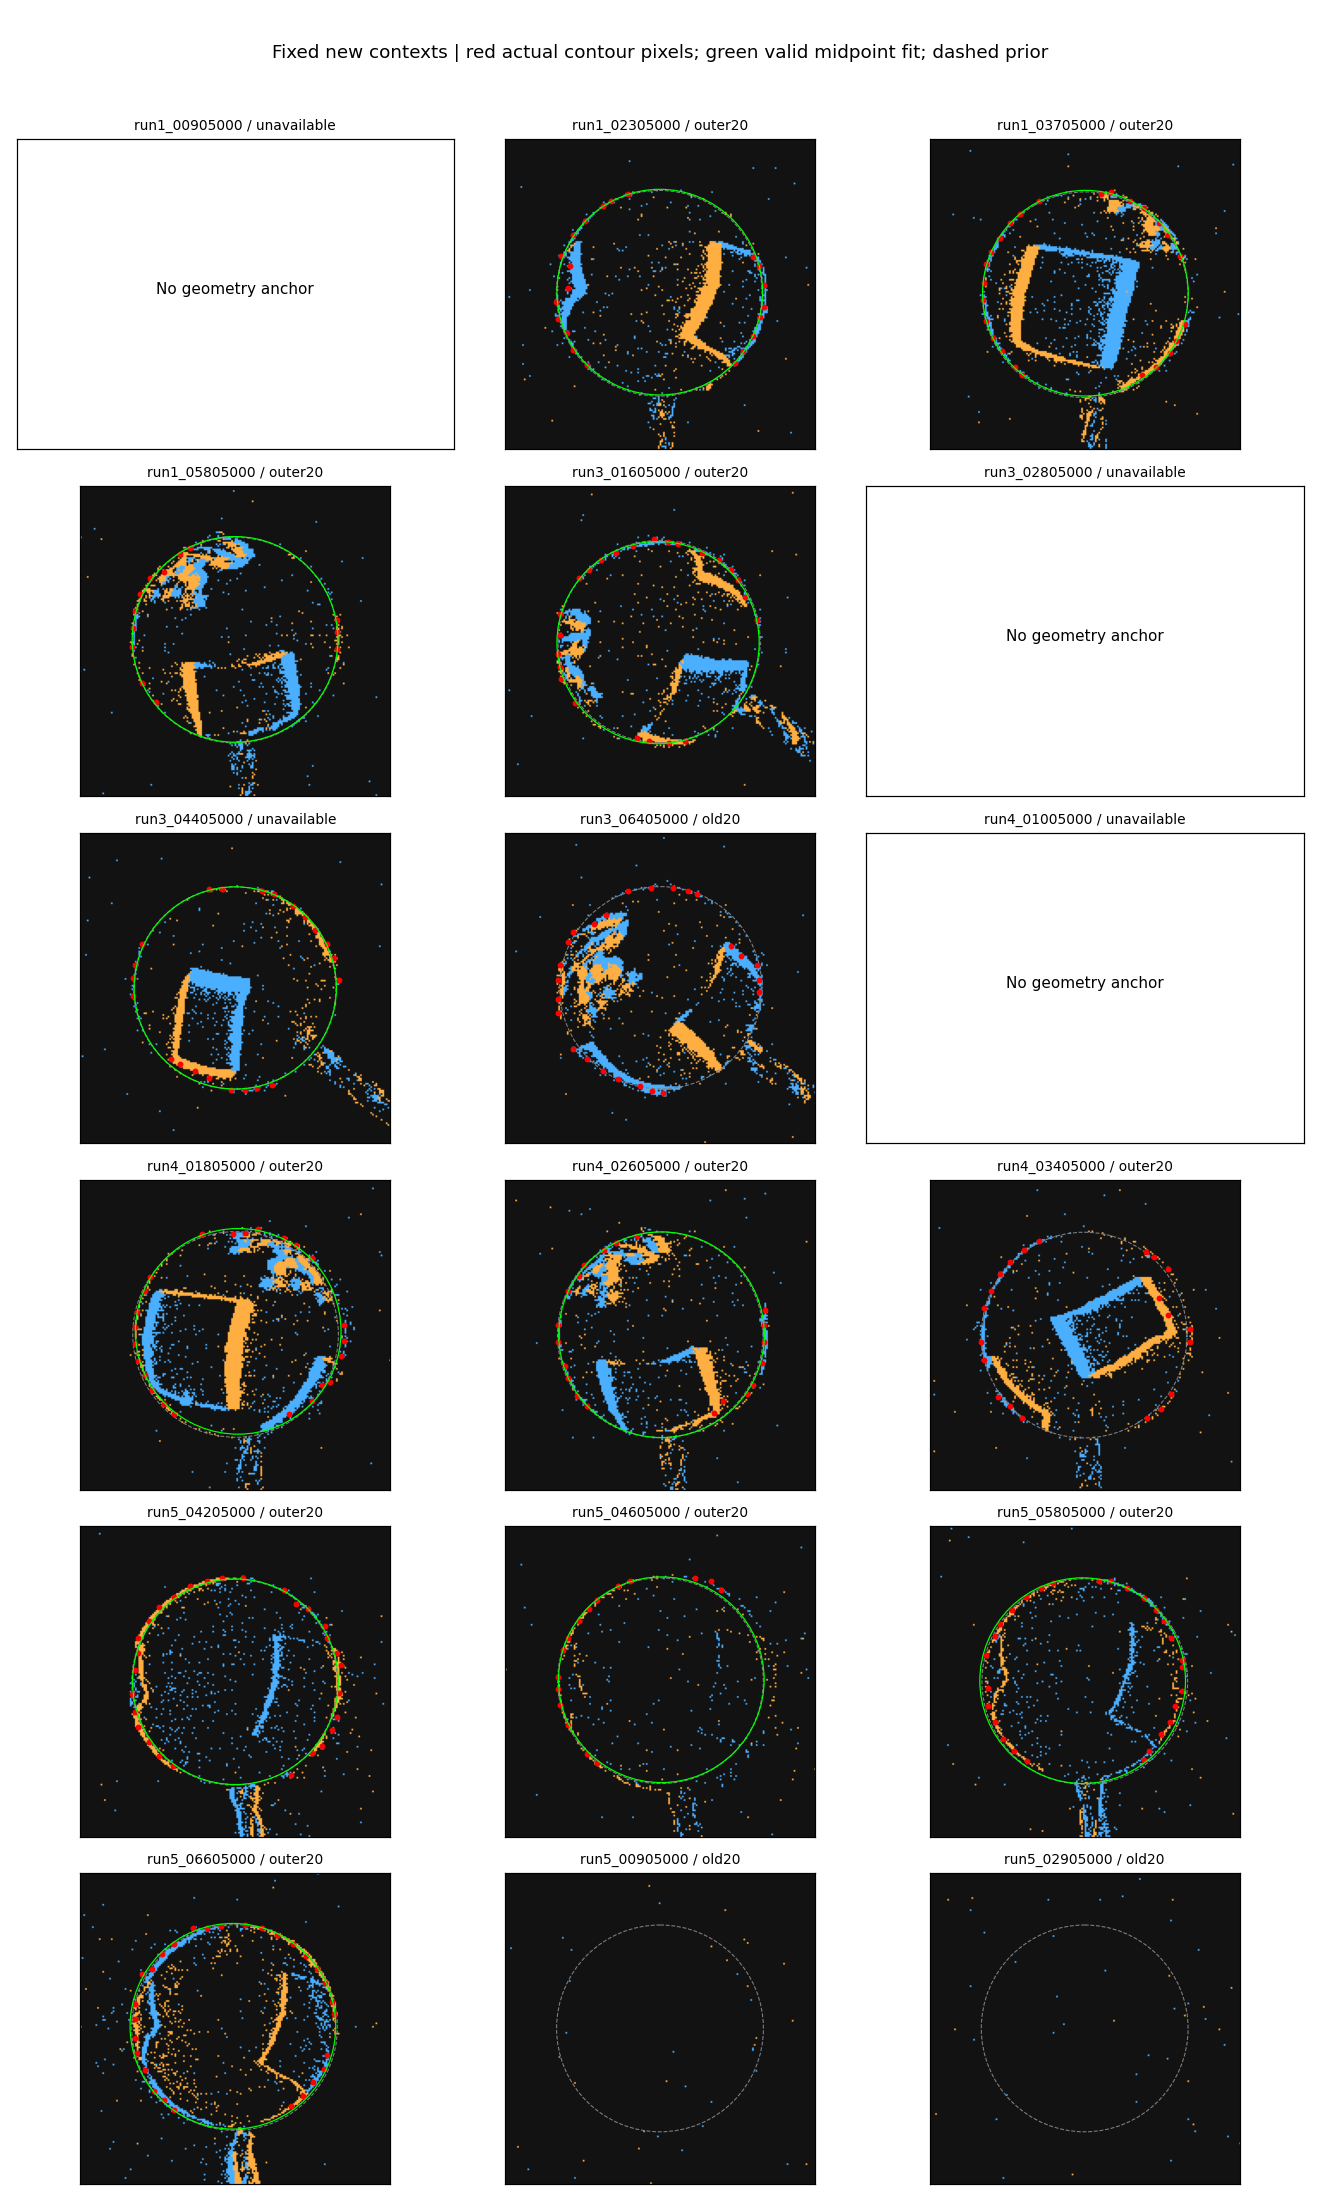 Fixed new contexts | red actual contour pixels; green valid midpoint fit; dashed prior
run1_00905000 / unavailable
run1_02305000 / outer20
run1_03705000 / outer20
No geometry anchor
run1_05805000 / outer20
run3_01605000 / outer20
run3_02805000 / unavailable
No geometry anchor
run3_04405000 / unavailable
run3_06405000 / old20
run4_01005000 / unavailable
No geometry anchor
run4_01805000 / outer20
run4_02605000 / outer20
run4_03405000 / outer20
run5_04205000 / outer20
run5_04605000 / outer20
run5_05805000 / outer20
run5_06605000 / outer20
run5_00905000 / old20
run5_02905000 / old20